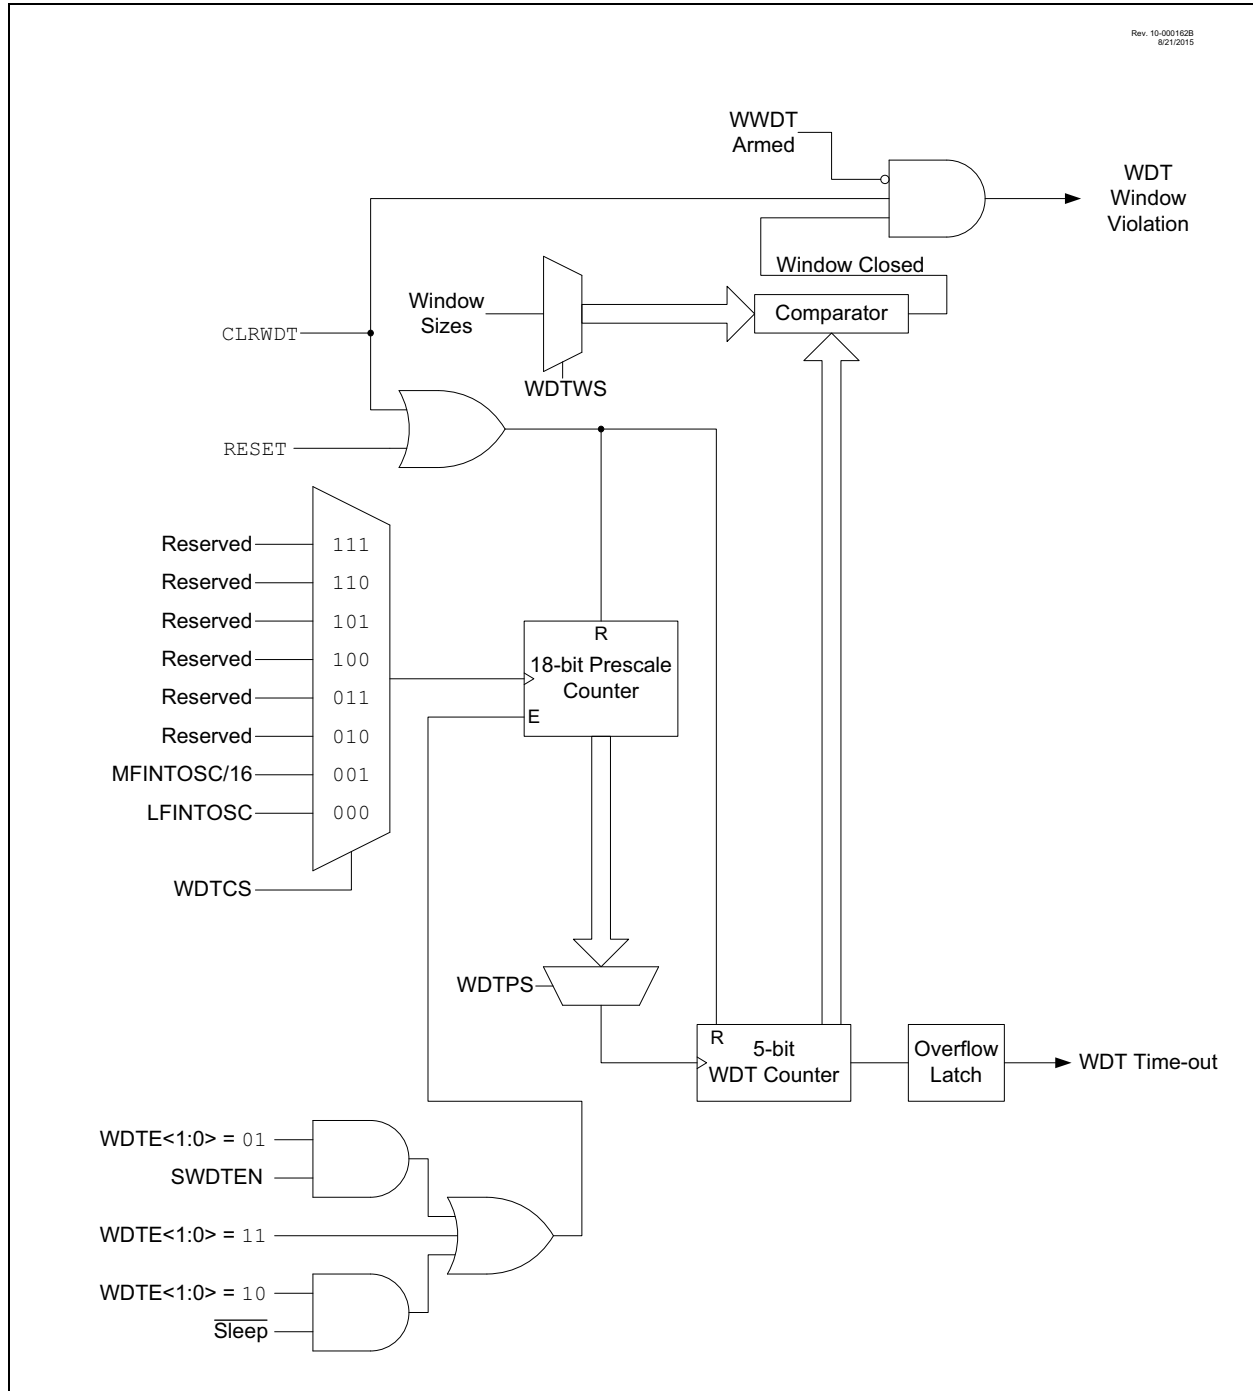 Rev. 10-000162B
8/21/2015
WWDT
Armed
WDT
Window
Violation
Window Closed
Window
Sizes
Comparator
CLRWDT
WDTWS
RESET
Reserved 111
Reserved 110
Reserved 101
Reserved 100
Reserved 011
Reserved 010
MFINTOSC/16 001
LFINTOSC 000
WDTCS
R
18-bit Prescale
Counter
E
WDTPS
R
5-bit
WDT Counter
Overflow
Latch
WDT Time-out
WDTE<1:0> = 01
SWDTEN
WDTE<1:0> = 11
WDTE<1:0> = 10
Sleep